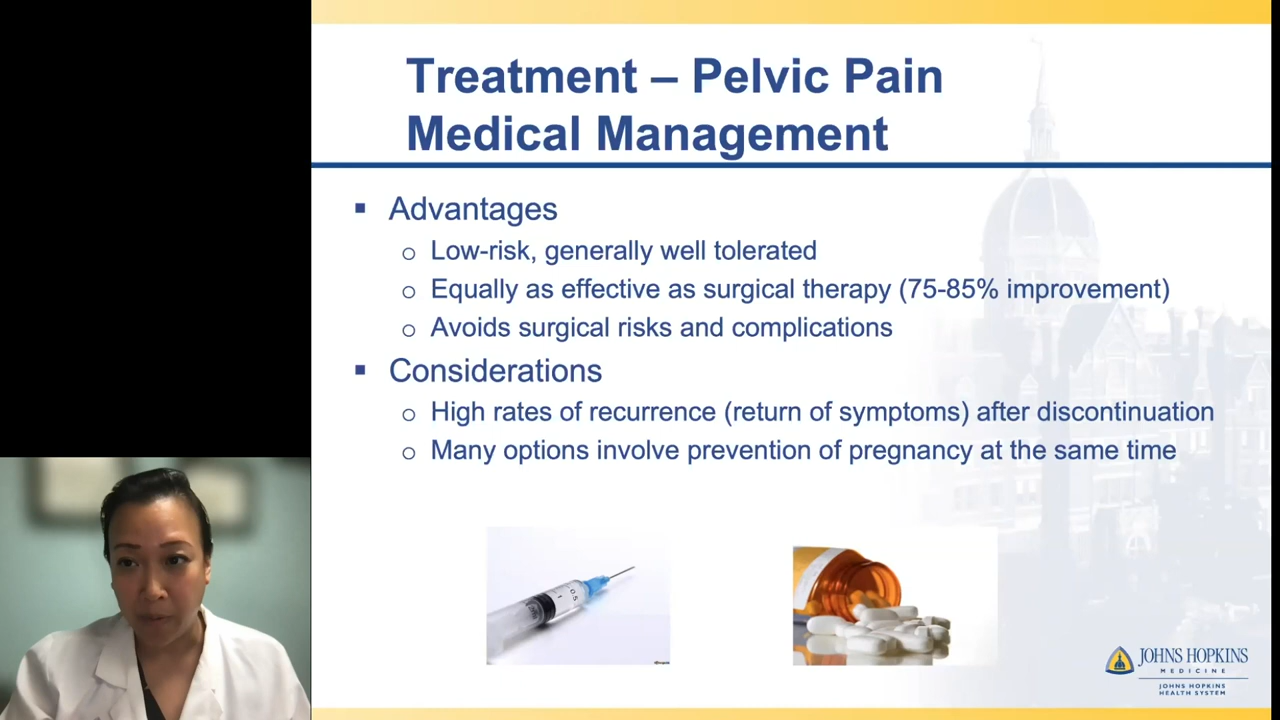 Treatment – Pelvic Pain
Medical Management
▪ Advantages
o Low-risk, generally well tolerated
o Equally as effective as surgical therapy (75-85% improvement)
o Avoids surgical risks and complications
▪ Considerations
o High rates of recurrence (return of symptoms) after discontinuation
o Many options involve prevention of pregnancy at the same time
JOHNS HOPKINS
MEDICINE
JOHNS HOPKINS
HEALTH SYSTEM